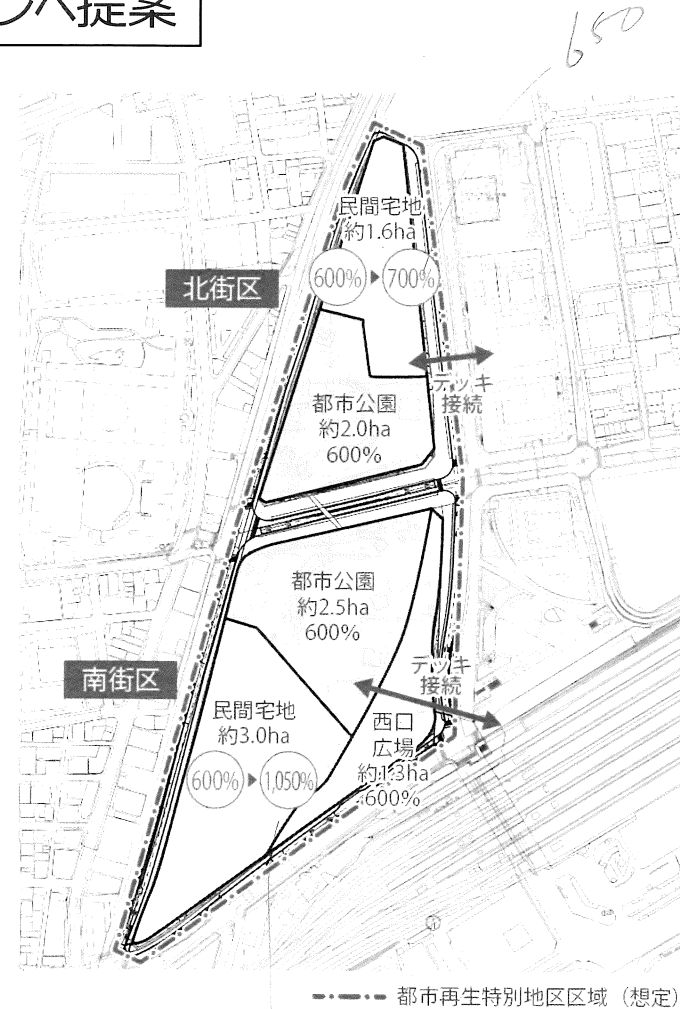 へ提案
650
民間宅地
約1.6ha
600% ▶ 700%
北街区
デッキ
接続
都市公園
約2.0ha
600%
都市公園
約2.5ha
600%
南街区
デッキ
接続
民間宅地
約3.0ha
600% ▶ 1,050%
西口
広場
約1.3ha
600%
都市再生特別地区区域（想定）